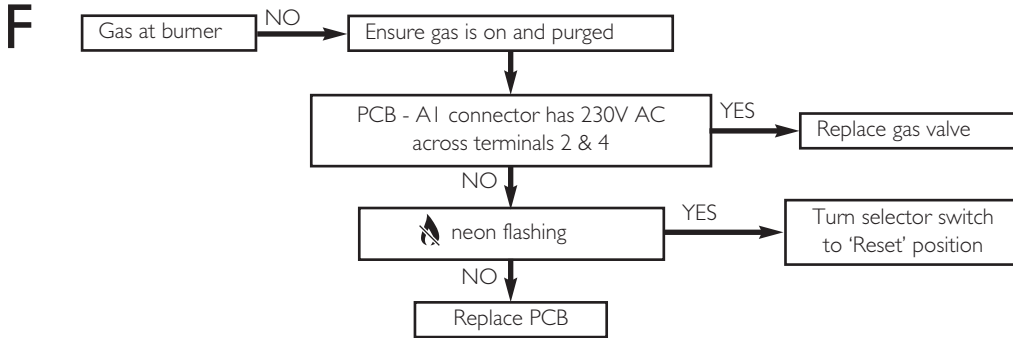 F
Gas at burner
NO
Ensure gas is on and purged
PCB - A1 connector has 230V AC
across terminals 2 & 4
YES
Replace gas valve
NO
neon flashing
YES
Turn selector switch
to ‘Reset’ position
NO
Replace PCB